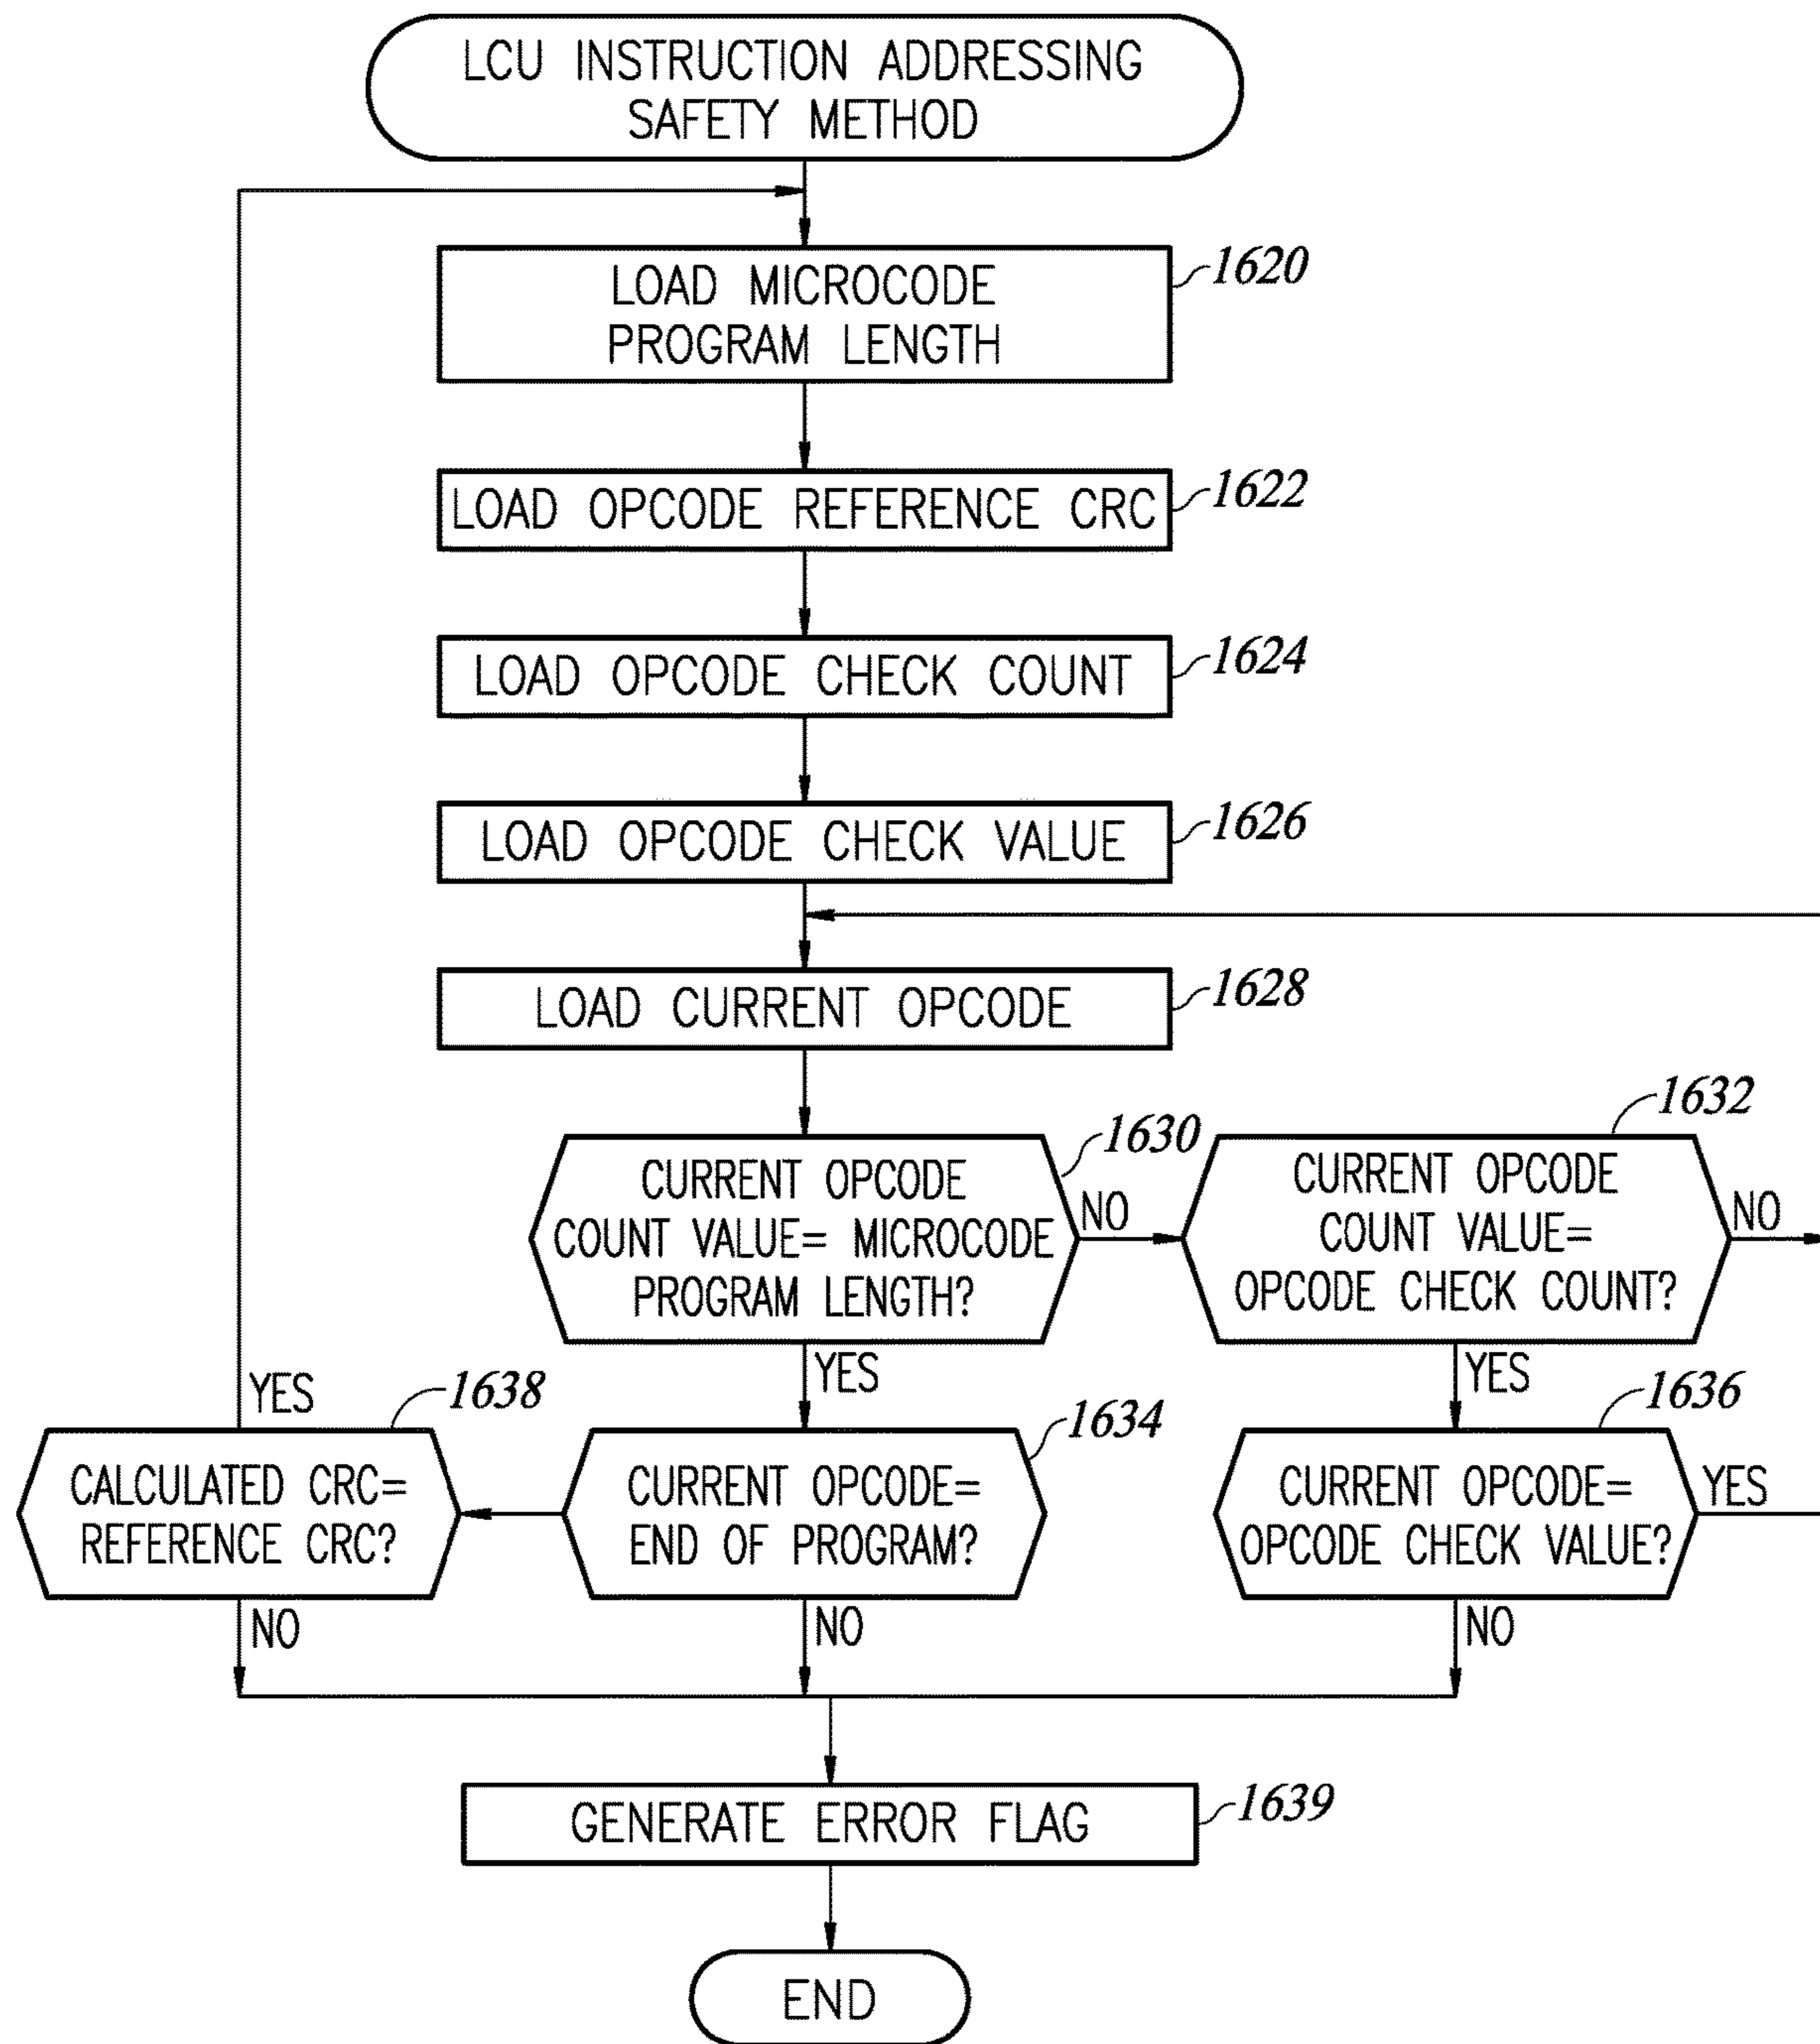 LCU INSTRUCTION ADDRESSING
SAFETY METHOD
LOAD MICROCODE
PROGRAM LENGTH
1620
LOAD OPCODE REFERENCE CRC
1622
LOAD OPCODE CHECK COUNT
1624
LOAD OPCODE CHECK VALUE
1626
LOAD CURRENT OPCODE
1628
CURRENT OPCODE
COUNT VALUE= MICROCODE
PROGRAM LENGTH?
1630
NO
YES
CURRENT OPCODE
COUNT VALUE=
OPCODE CHECK COUNT?
1632
NO
YES
YES
CALCULATED CRC=
REFERENCE CRC?
1638
NO
CURRENT OPCODE=
END OF PROGRAM?
1634
NO
CURRENT OPCODE=
OPCODE CHECK VALUE?
1636
YES
NO
GENERATE ERROR FLAG
1639
END